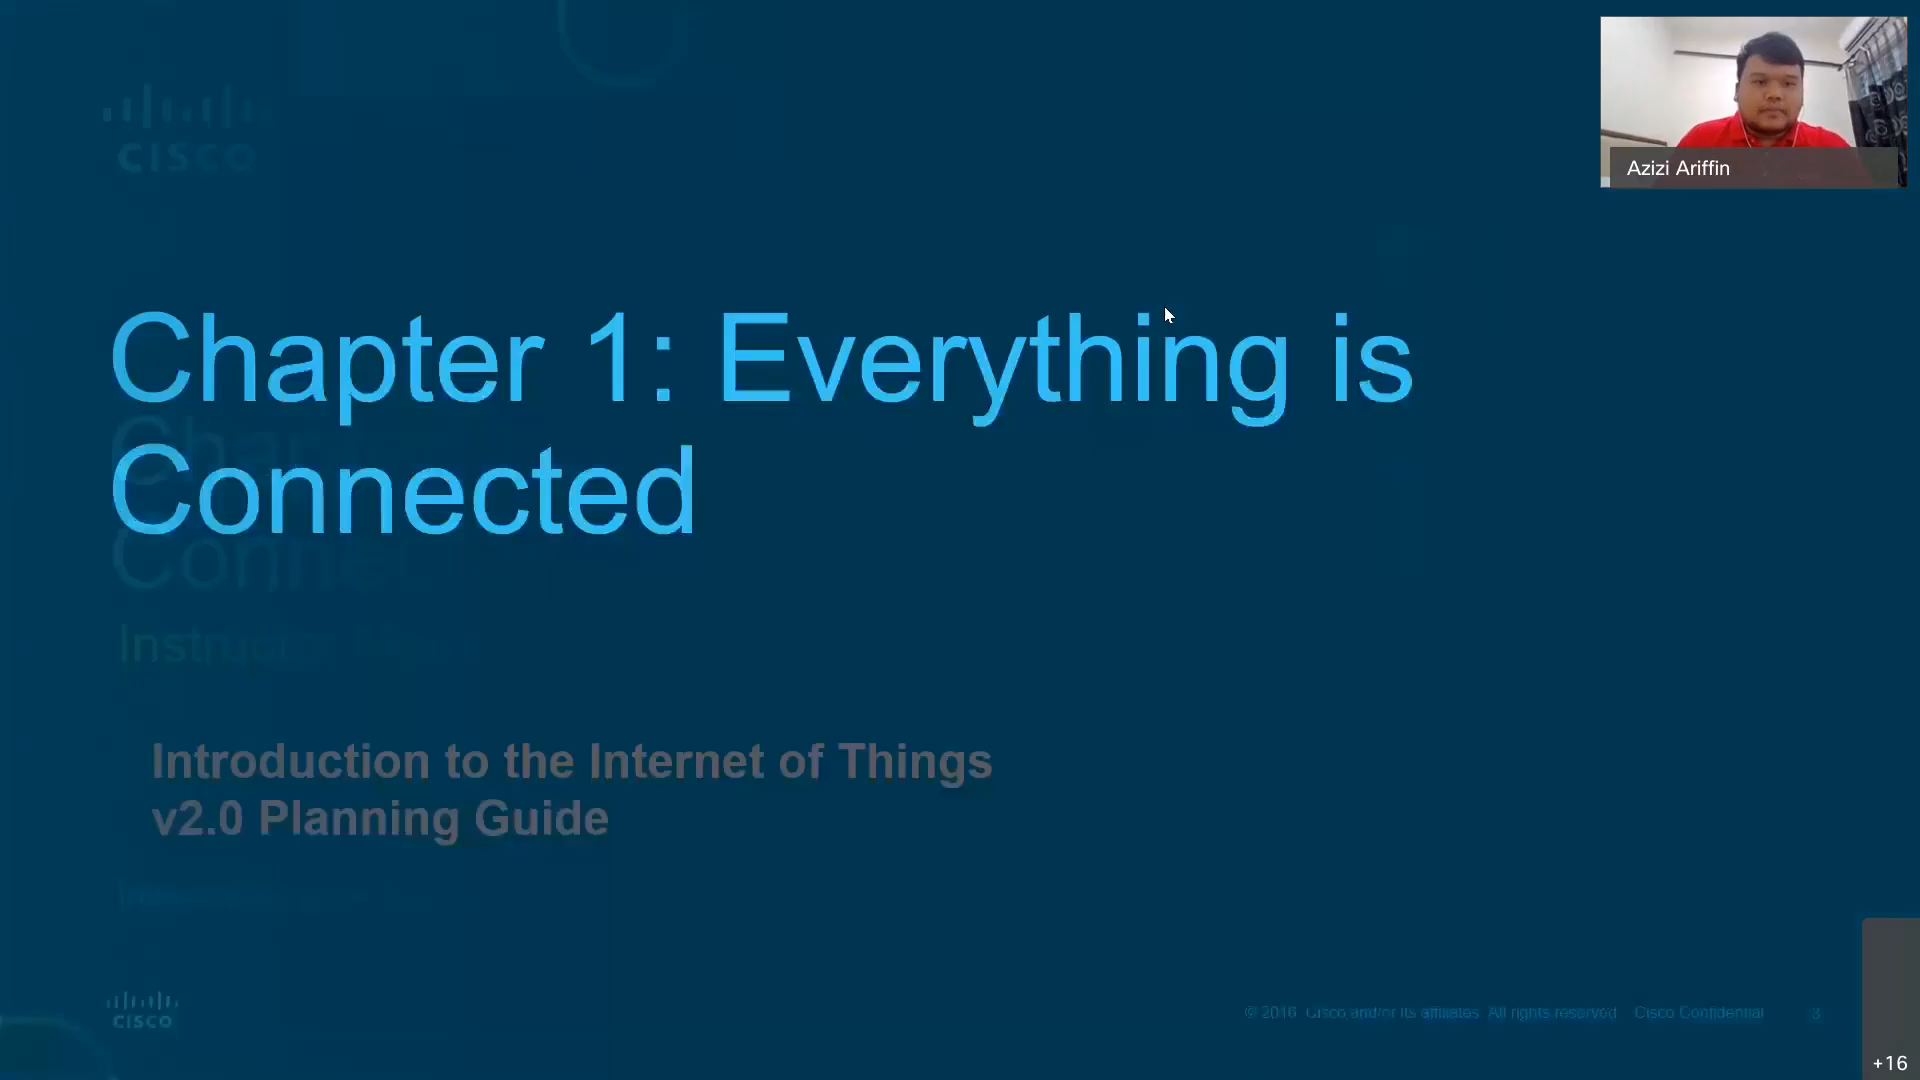 CISCO
Azizi Ariffin
Chapter 1: Everything is
Connected
Introduction to the Internet of Things
v2.0 Planning Guide
CISCO
© 2016 Cisco and/or its affiliates. All rights reserved. Cisco Confidential
3
+16